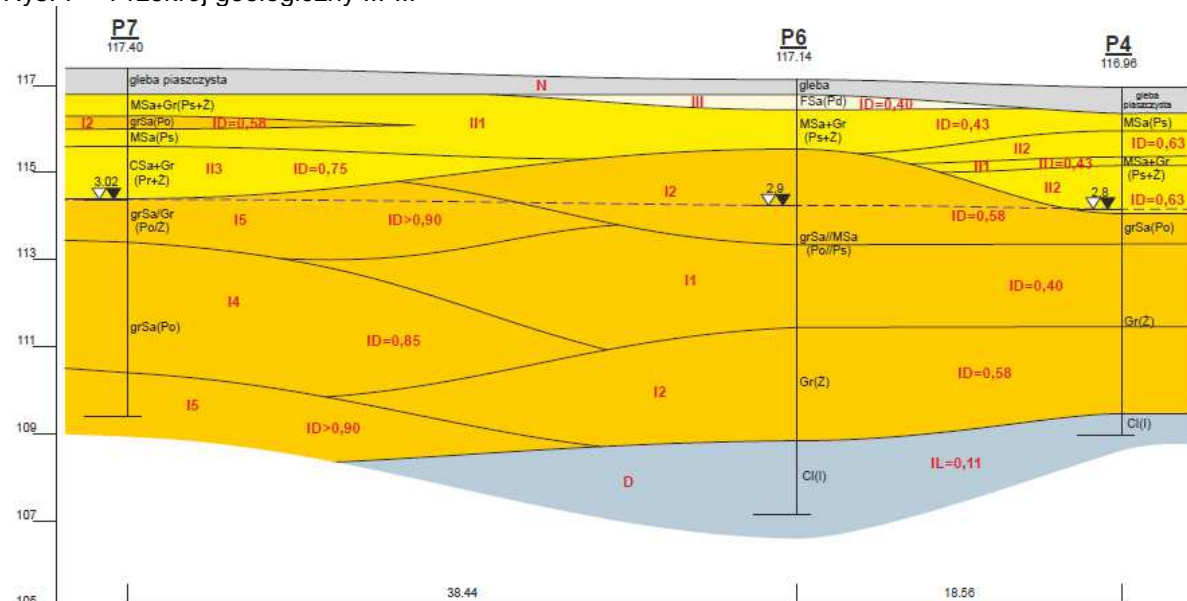 P7
117.40
P6
117.14
P4
116.96
117
gleba piaszczysta
N
gleba
gleba
piaszczysta
MSa+Gr(Ps+Ż)
III
FSa(Pd)
ID=0,40
I2
grSa(Po)
ID=0,58
II1
MSa+Gr
(Ps+Ż)
ID=0,43
MSa(Ps)
MSa(Ps)
II2
ID=0,63
115
CSa+Gr
(Pr+Ż)
II3
ID=0,75
II1
ID=0,43
MSa+Gr
(Ps+Ż)
3.02
I2
2,9
II2
2,8
ID=0,63
grSa/Gr
(Po/Ż)
I5
ID>0,90
ID=0,58
grSa(Po)
grSa//MSa
(Po//Ps)
113
I1
ID=0,40
I4
grSa(Po)
ID=0,85
Gr(Ż)
111
I5
I2
Gr(Ż)
ID=0,58
ID>0,90
109
Cl(I)
D
Cl(I)
IL=0,11
107
38.44
18.56
105